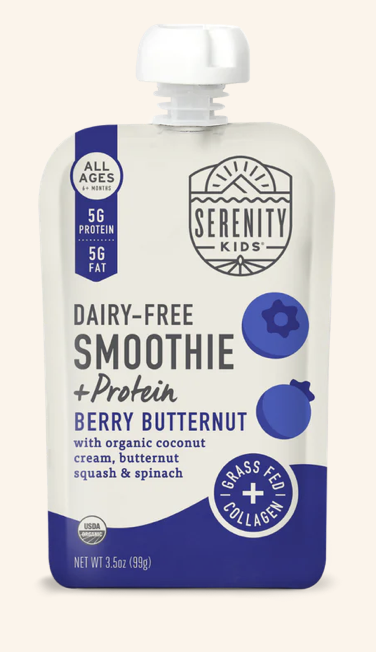 ALL
AGES
6+ MONTHS
5G
PROTEIN
5G
FAT
SERENITY
KIDS®
DAIRY-FREE
SMOOTHIE
+Protein
BERRY BUTTERNUT
with organic coconut
cream, butternut
squash & spinach
GRASS FED
+
COLLAGEN
USDA
ORGANIC
NET WT 3.5oz (99g)